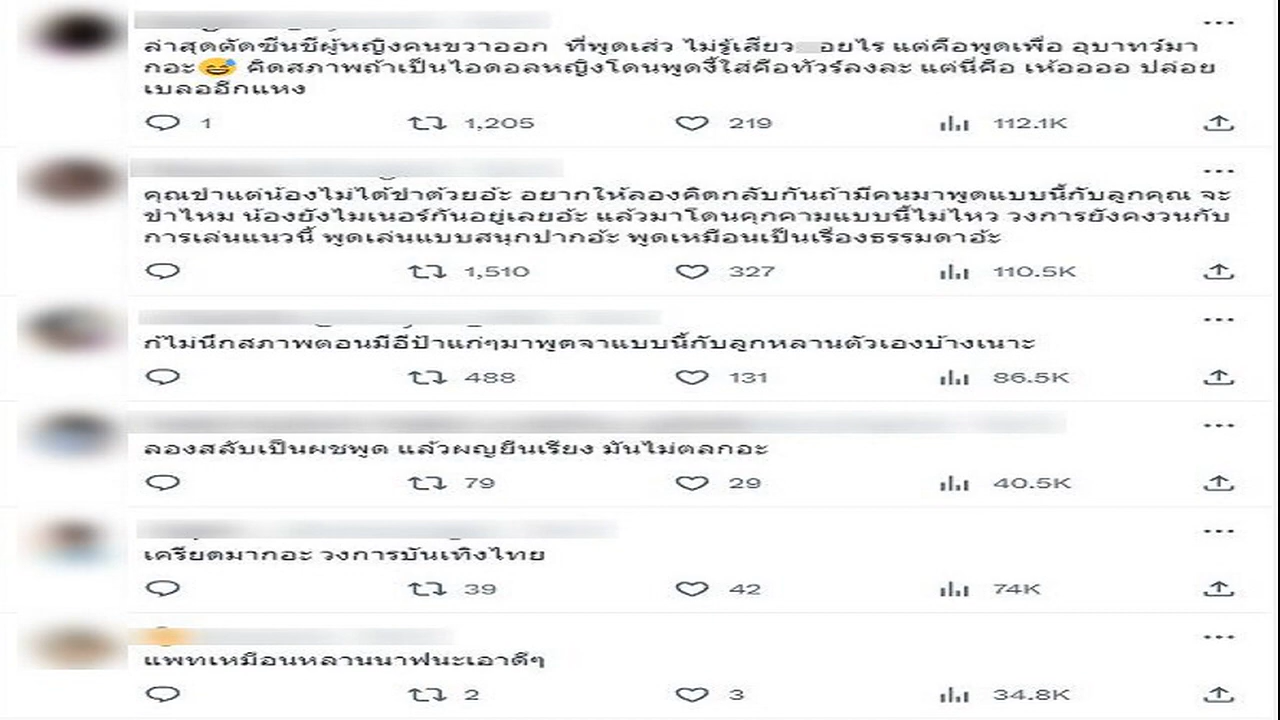 ล่าสุดตัดซีนชีผู้หญิงคนขวาออก ที่พูดเส่ว ไม่รู้เสียว อยไร แต่คือพูดเพื่อ อุบาทว์มา
กอะ😅 คิดสภาพถ้าเป็นไอดอลหญิงโดนพูดงี้ใส่คือทัวร์ลงละ แต่นี่คือ เห้อออออ ปล่อย
เบลออีกแหง
1 1,205 219 112.1K
คุณขำแต่น้องไม่ได้ขำด้วยอ้ะ อยากให้ลองคิดกลับกันถ้ามีคนมาพูดแบบนี้กับลูกคุณ จะ
ขำไหม น้องยังไมเนอร์กันอยู่เลยอ้ะ แล้วมาโดนคุกคามแบบนี้ไม่ไหว วงการยังคงวนกับ
การเล่นแนวนี้ พูดเล่นแบบสนุกปากอ้ะ พูดเหมือนเป็นเรื่องธรรมดาอ้ะ
1,510 327 110.5K
ก็ไม่นึกสภาพตอนมีอีป้าแก่ๆมาพูดจาแบบนี้กับลูกหลานตัวเองบ้างเนาะ
488 131 86.5K
ลองสลับเป็นผชพูด แล้วผญยืนเรียง มันไม่ตลกอะ
79 29 40.5K
เครียดมากอะ วงการบันเทิงไทย
39 42 74K
แพทเหมือนหลานนาฟนะเอาดีๆ
2 3 34.8K